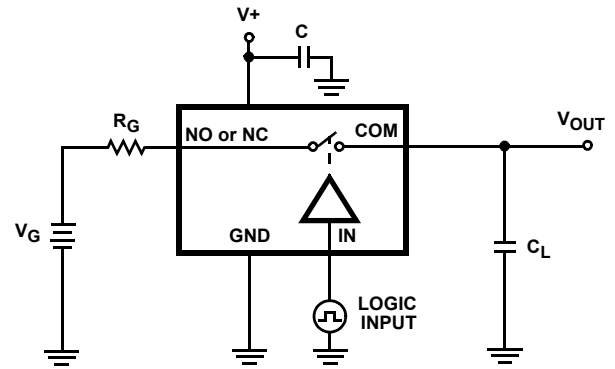 V+
C
RG
NO or NC
COM
VOUT
VG
GND
IN
CL
LOGIC
INPUT